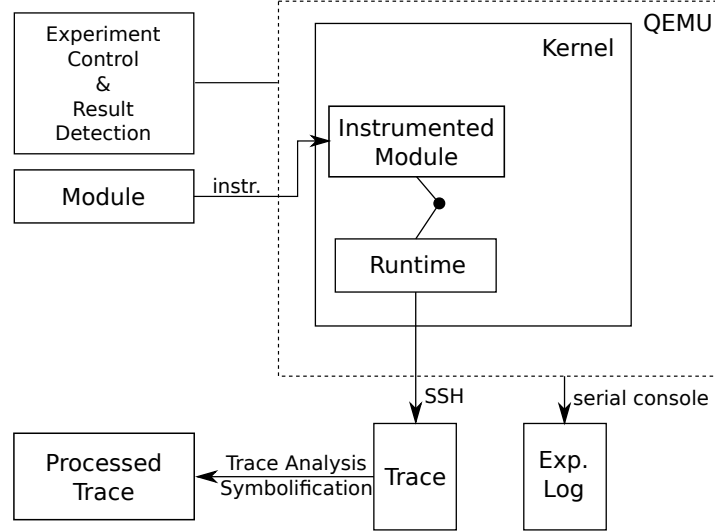 Experiment
Control
&
Result
Detection
QEMU
Kernel
Instrumented
Module
Module
instr.
Runtime
SSH
serial console
Processed
Trace
Trace Analysis
Symbolification
Trace
Exp.
Log